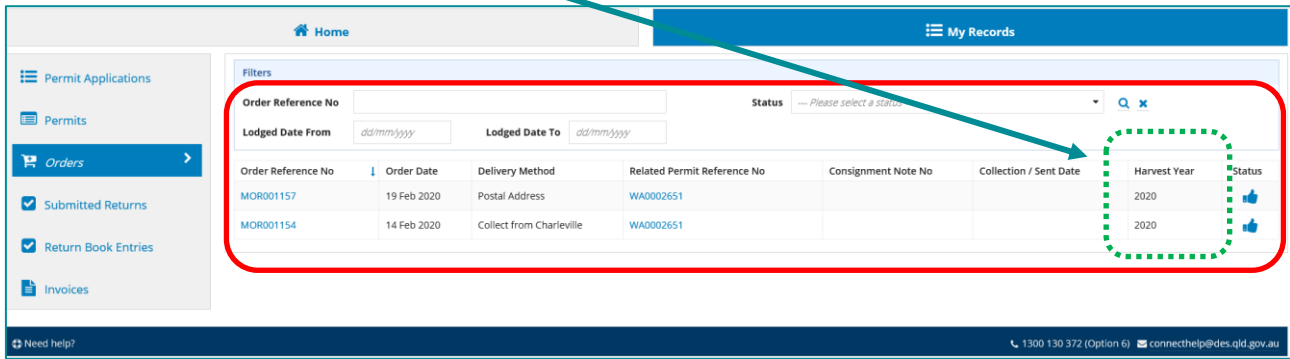 Home
My Records
Permit Applications
Permits
Orders
Submitted Returns
Return Book Entries
Invoices
Filters
Order Reference No
Status --- Please select a status ---
Lodged Date From dd/mm/yyyy Lodged Date To dd/mm/yyyy
Order Reference No Order Date Delivery Method Related Permit Reference No Consignment Note No Collection / Sent Date Harvest Year Status
MOR001157 19 Feb 2020 Postal Address WA0002651 2020
MOR001154 14 Feb 2020 Collect from Charleville WA0002651 2020
Need help? 1300 130 372 (Option 6) connecthelp@des.qld.gov.au